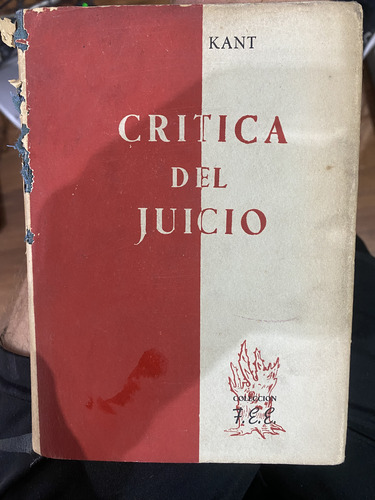 KANT
CRITICA
DEL
JUICIO
COLECCION
F. E. E.